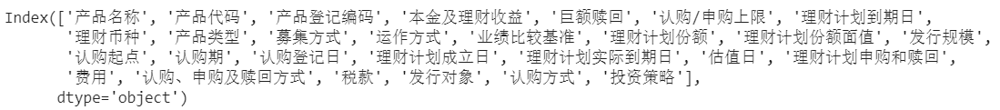 Index(['产品名称', '产品代码', '产品登记编码', '本金及理财收益', '巨额赎回', '认购/申购上限', '理财计划到期日',
'理财币种', '产品类型', '募集方式', '运作方式', '业绩比较基准', '理财计划份额', '理财计划份额面值', '发行规模',
'认购起点', '认购期', '认购登记日', '理财计划成立日', '理财计划实际到期日', '估值日', '理财计划申购和赎回',
'费用', '认购、申购及赎回方式', '税款', '发行对象', '认购方式', '投资策略'],
dtype='object')